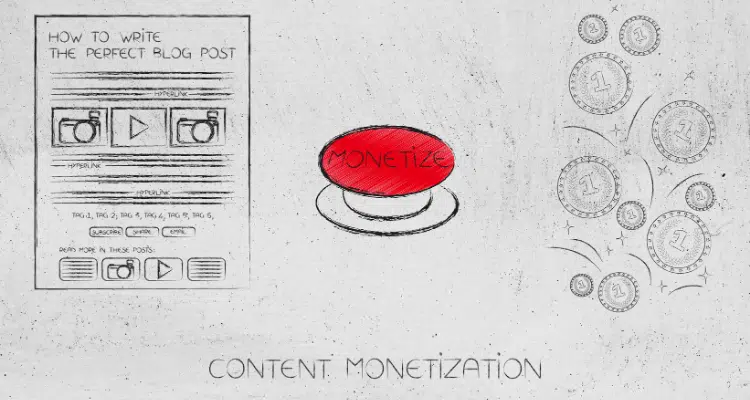 HOW TO WRITE
THE PERFECT BLOG POST
HYPERLINK
HYPERLINK
HYPERLINK
TAG 1, TAG 2, TAG 3, TAG 4, TAG 5, TAG
SUBSCRIBE SHARE EMAIL
READ MORE IN THESE POSTS:
MONETIZE
1
1
1
1
1
1
1
1
1
1
CONTENT MONETIZATION